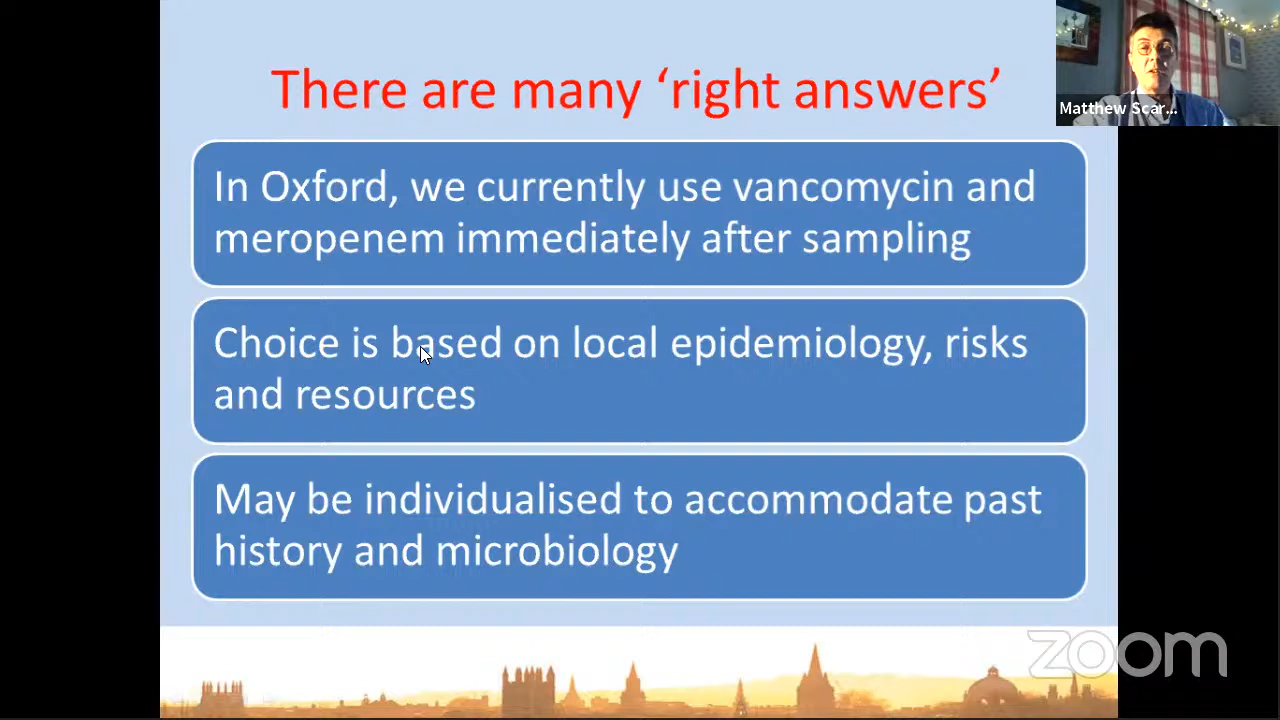 There are many ‘right answers’
Matthew Scar...
In Oxford, we currently use vancomycin and
meropenem immediately after sampling
Choice is based on local epidemiology, risks
and resources
May be individualised to accommodate past
history and microbiology
zoom